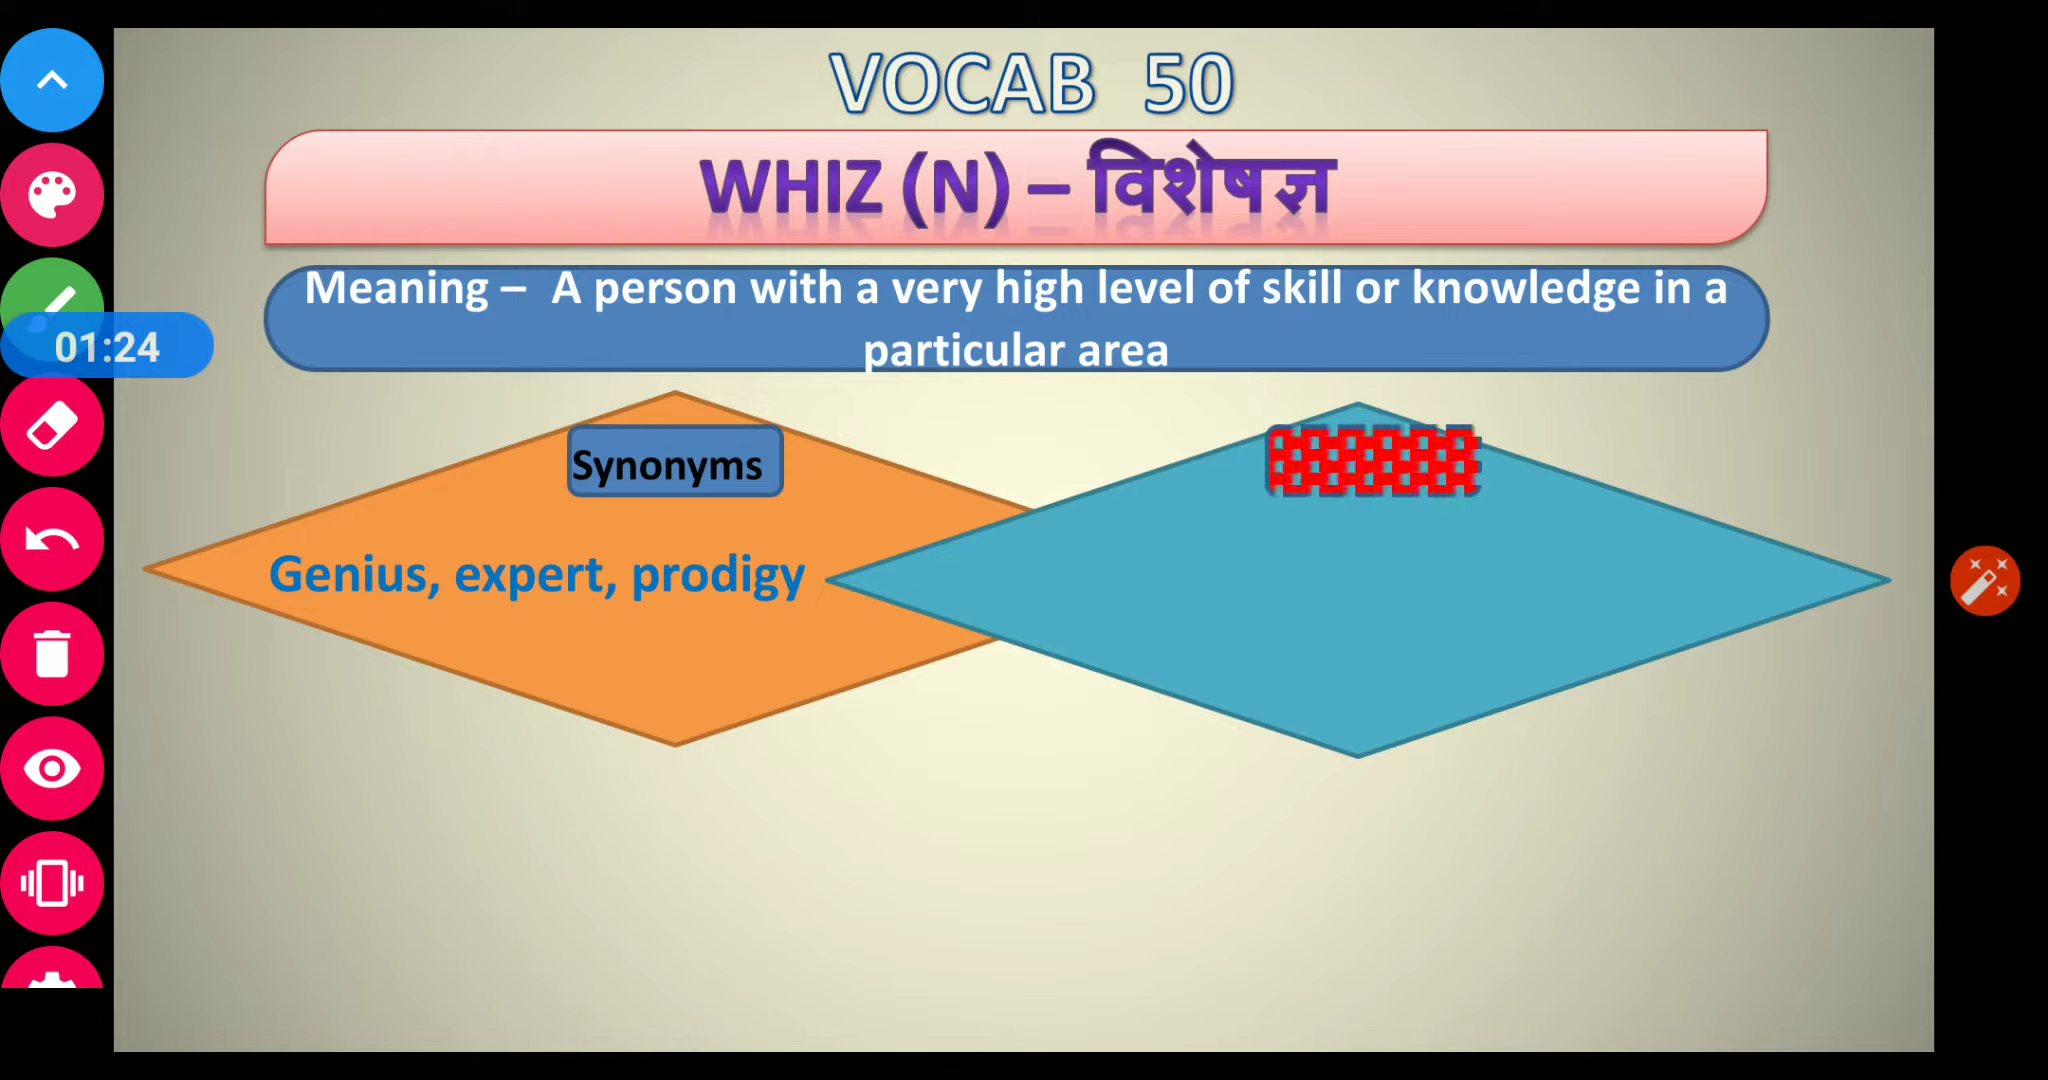 VOCAB 50
WHIZ (N) – विशेषज्ञ
Meaning – A person with a very high level of skill or knowledge in a
particular area
01:24
Synonyms
Genius, expert, prodigy